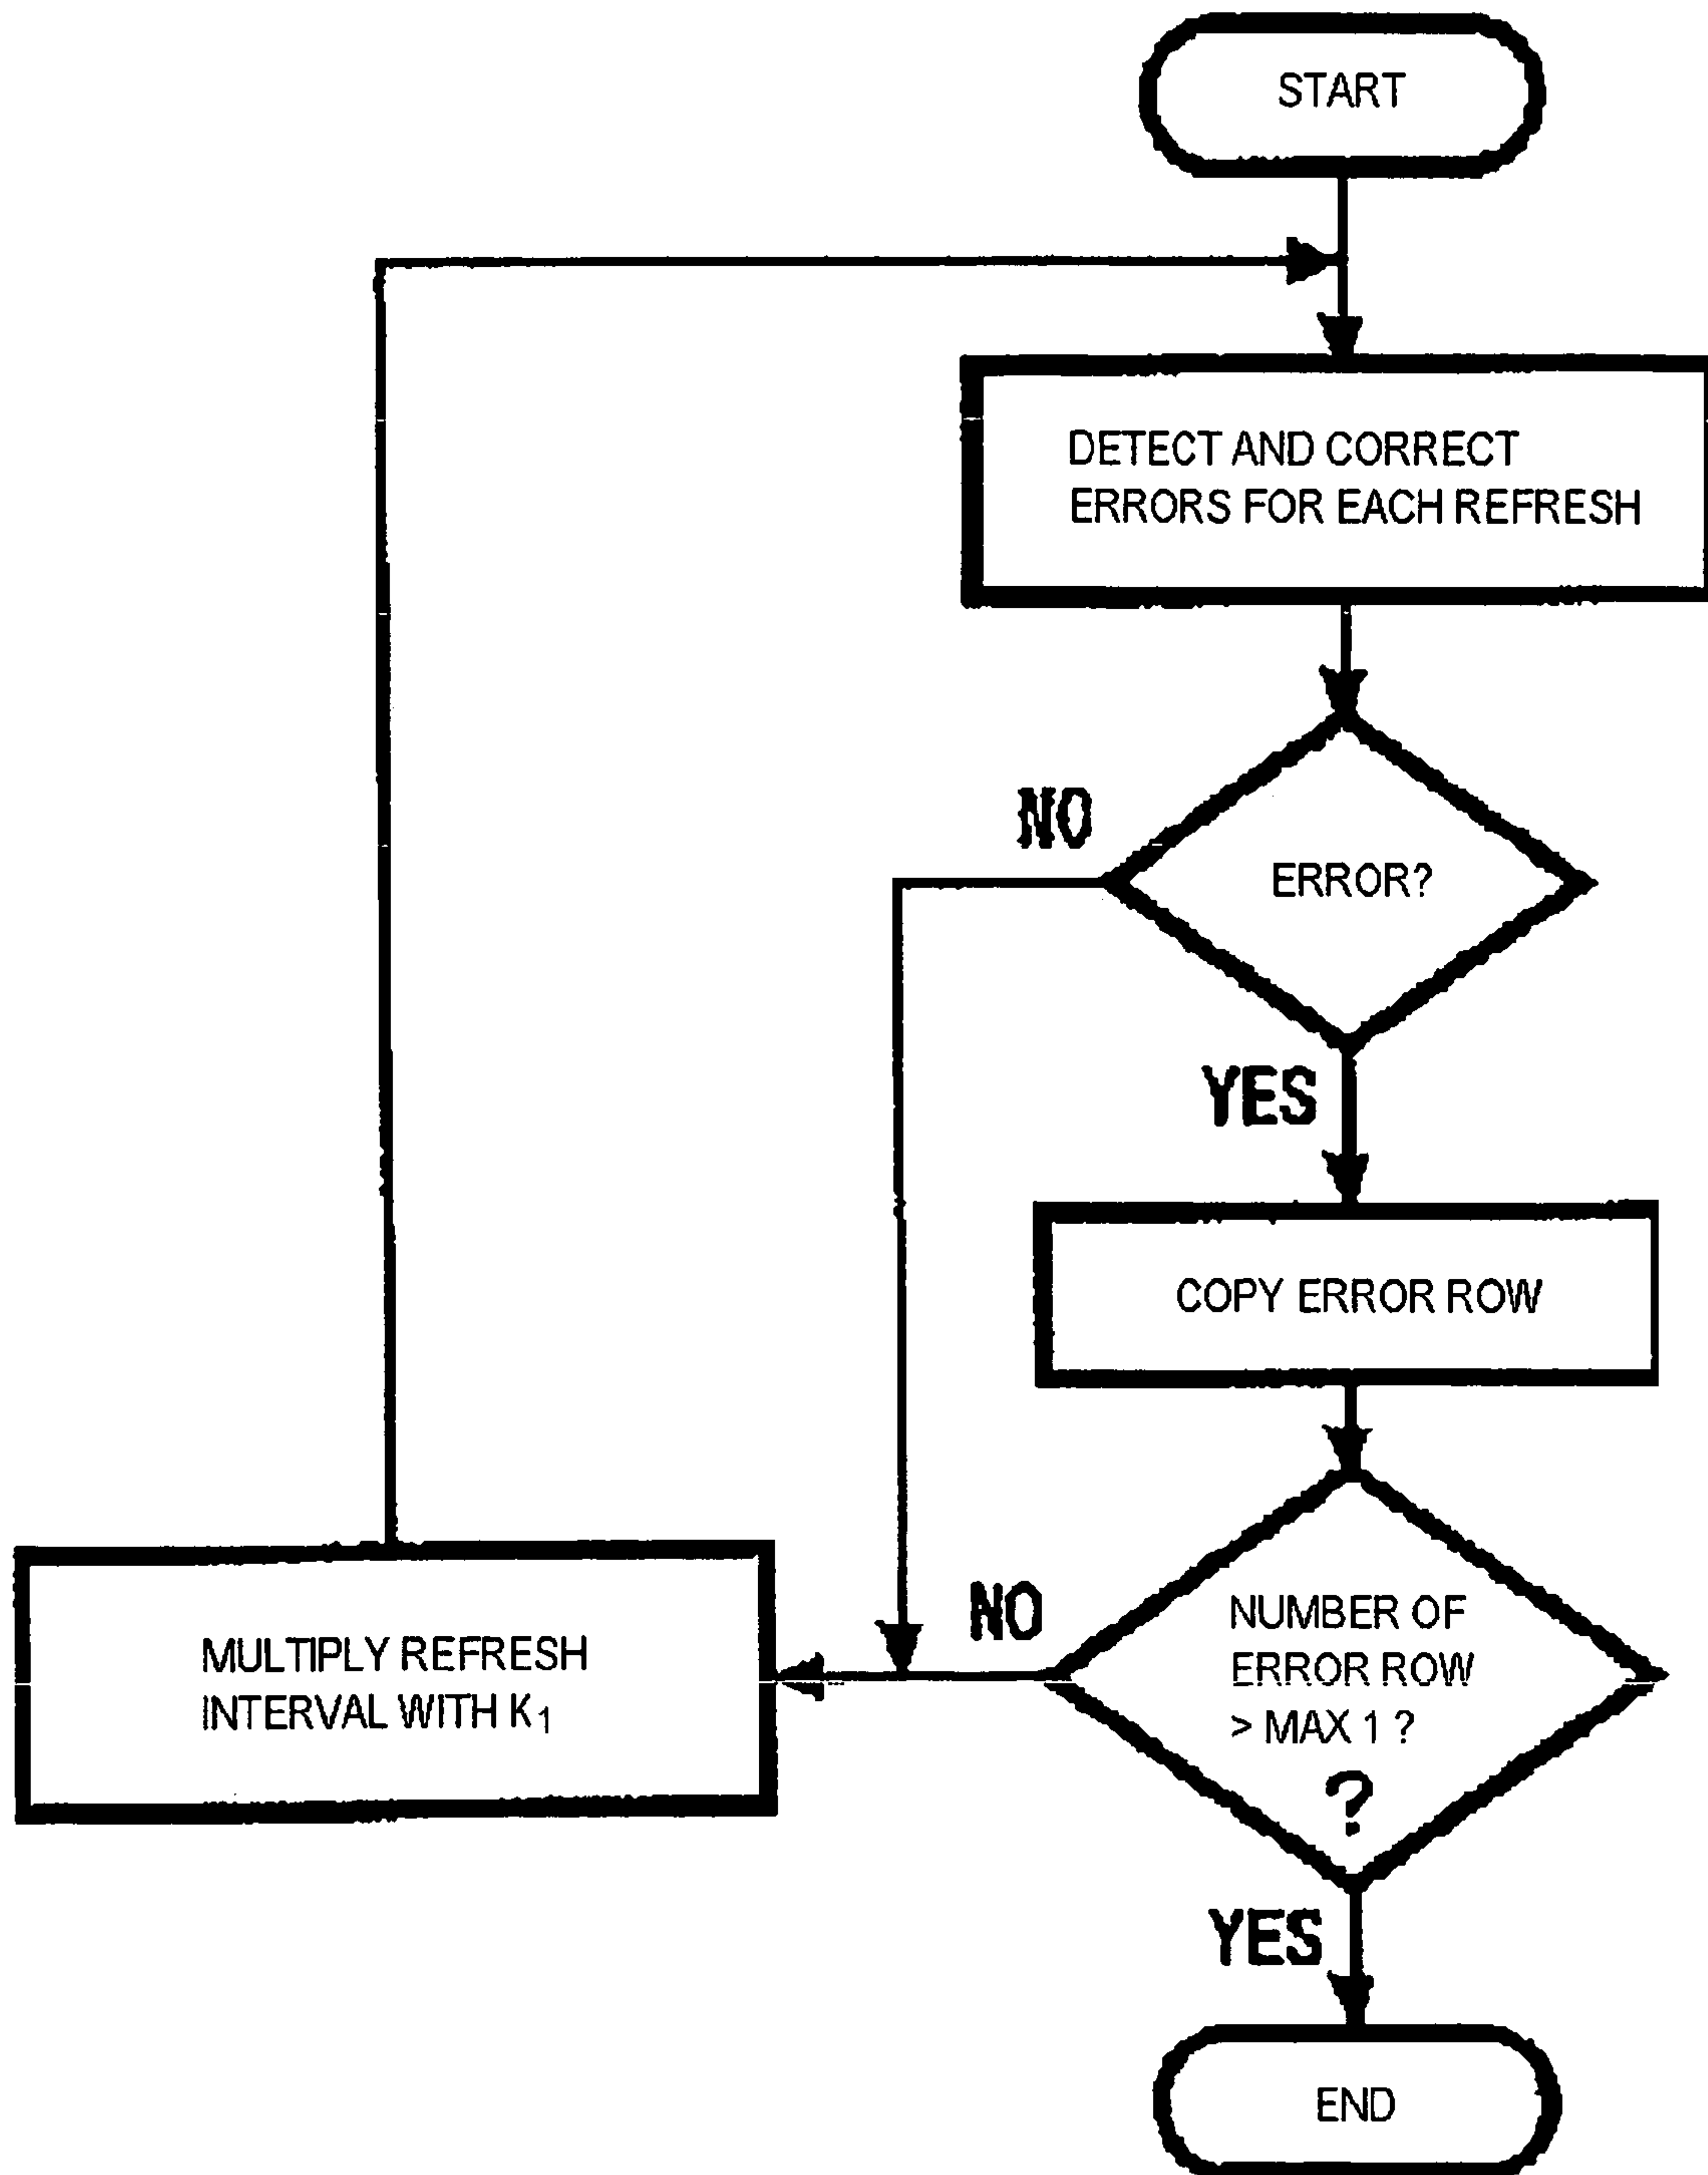 START
DETECT AND CORRECT
ERRORS FOR EACH REFRESH
NO
ERROR?
YES
COPY ERROR ROW
NO
NUMBER OF
ERROR ROW
> MAX 1 ?
?
MULTIPLY REFRESH
INTERVAL WITH K₁
YES
END